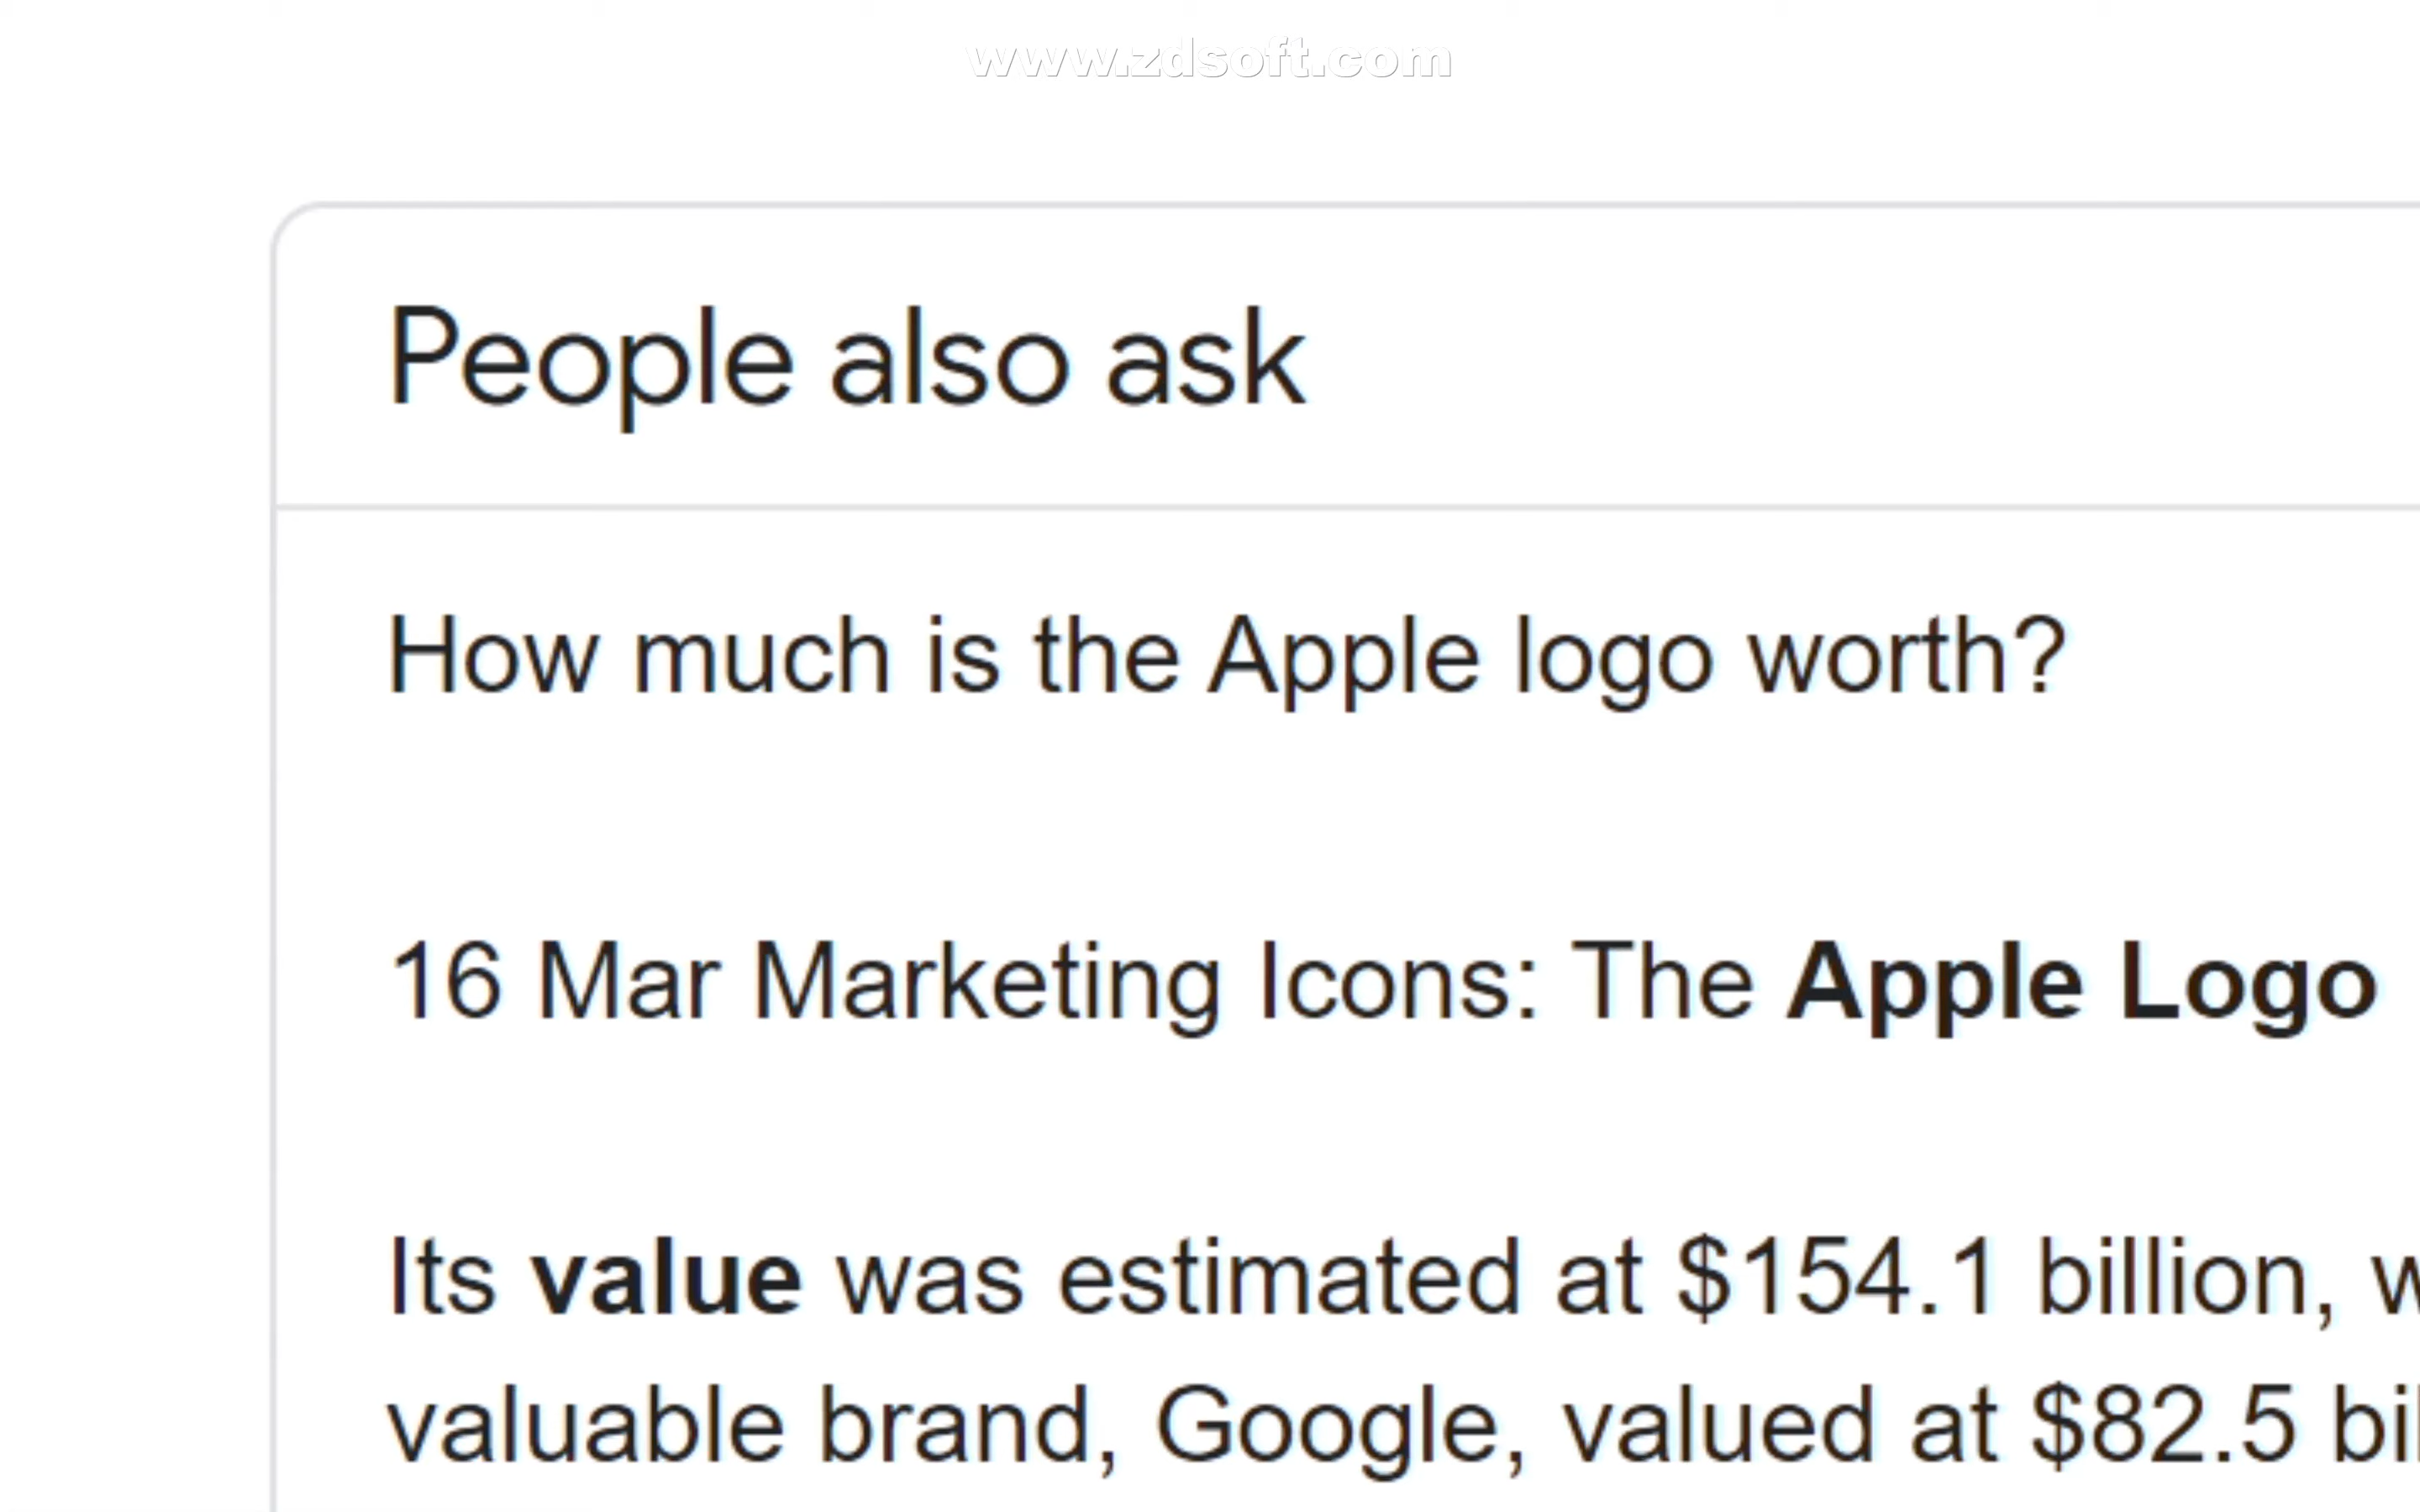 www.zdsoft.com
People also ask
How much is the Apple logo worth?
16 Mar Marketing Icons: The Apple Logo
Its value was estimated at $154.1 billion,
valuable brand, Google, valued at $82.5